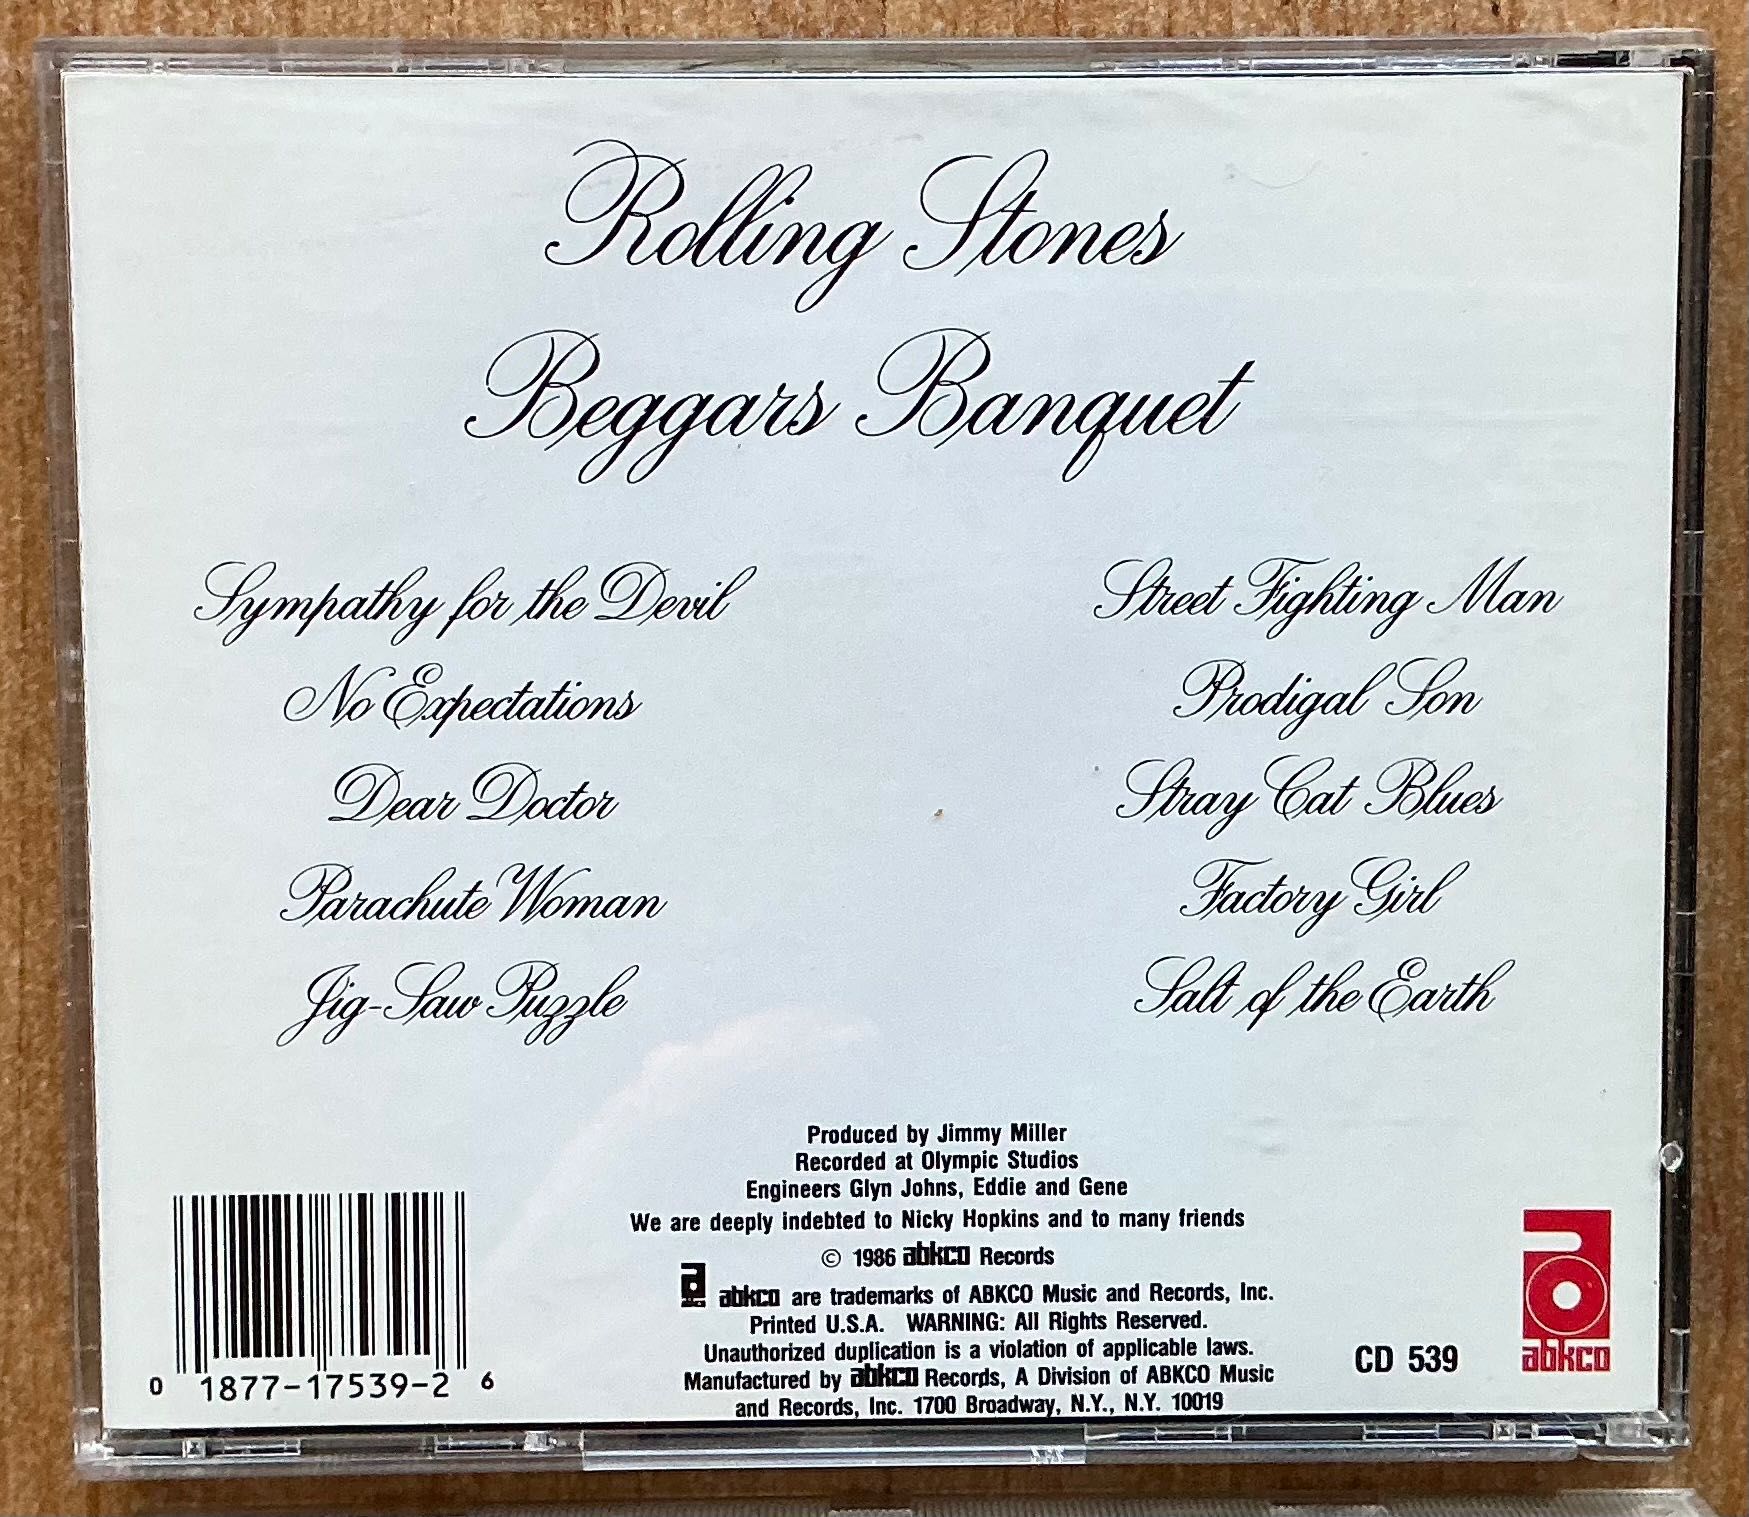 Rolling Stones
Beggars Banquet
Sympathy for the Devil
No Expectations
Dear Doctor
Parachute Woman
Jig-Saw Puzzle
Street Fighting Man
Prodigal Son
Stray Cat Blues
Factory Girl
Salt of the Earth
Produced by Jimmy Miller
Recorded at Olympic Studios
Engineers Glyn Johns, Eddie and Gene
We are deeply indebted to Nicky Hopkins and to many friends
© 1986 abkco Records
abkco are trademarks of ABKCO Music and Records, Inc.
Printed U.S.A. WARNING: All Rights Reserved.
Unauthorized duplication is a violation of applicable laws.
Manufactured by abkco Records, A Division of ABKCO Music
and Records, Inc. 1700 Broadway, N.Y., N.Y. 10019
0 1877-17539-2 6
CD 539
abkco